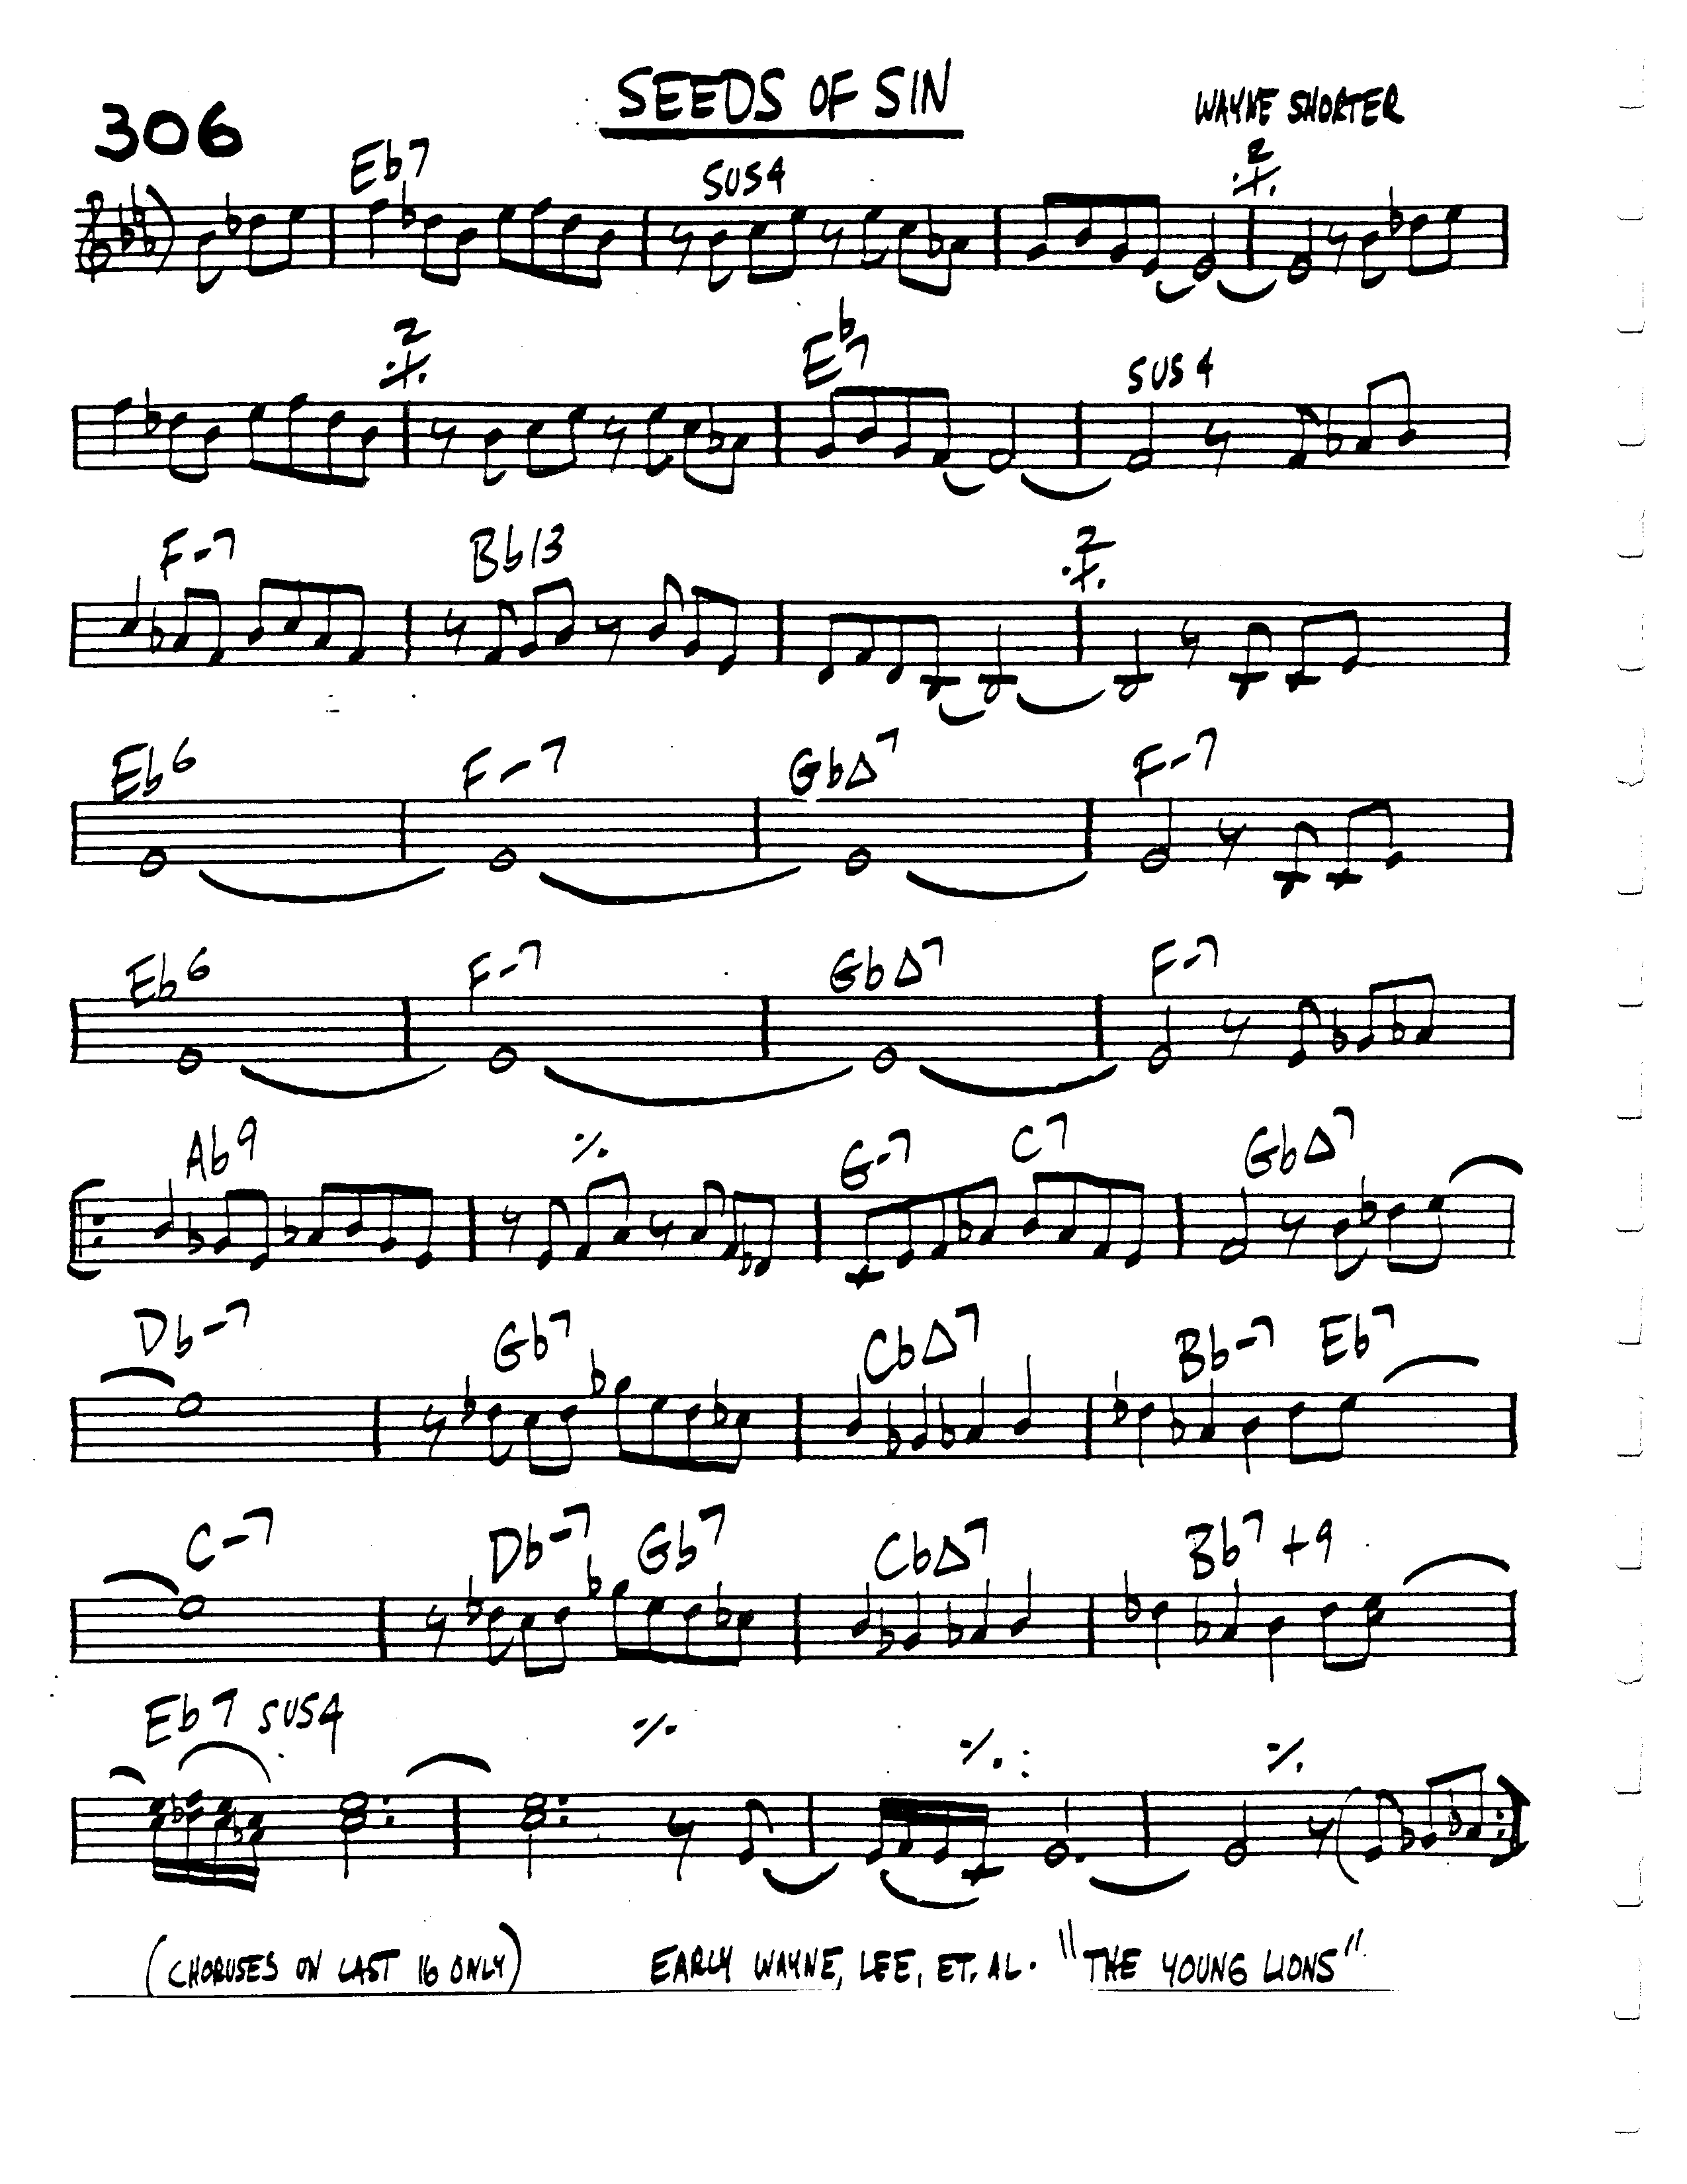 SEEDS OF SIN
306
WAYNE SHORTER
Eb7 SUS4 2
2 Eb7 SUS4
F-7 Bb13 2
Eb6 F-7 GbΔ7 F-7
Eb6 F-7 GbΔ7 F-7
Ab9 G-7 C7 GbΔ7
Db-7 Gb7 CbΔ7 Bb-7 Eb7
C-7 Db-7 Gb7 CbΔ7 Bb7+9
Eb7 SUS4
(CHORUSES ON LAST 16 ONLY) EARLY WAYNE, LEE, ET. AL. "THE YOUNG LIONS"